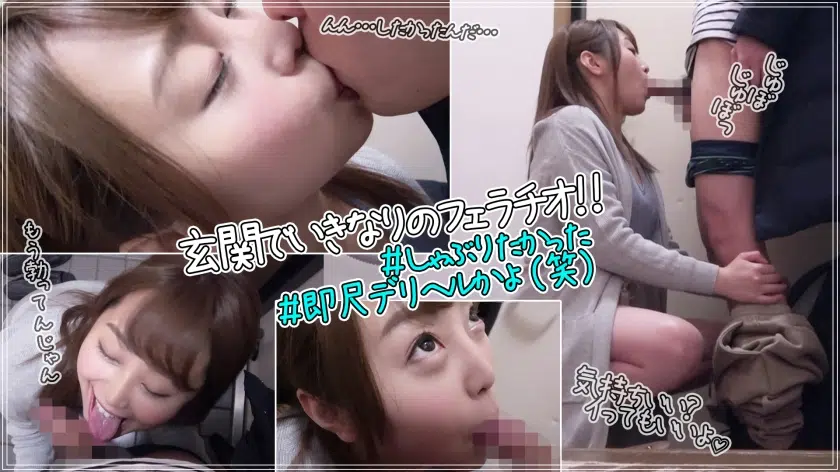 んん…したかったんだ…
じゅぼ
じゅぼっ
玄関でいきなりのフェラチオ!!
#しゃぶりたかった
#即尺デリヘルかよ(笑)
もう勃ってんじゃん
気持ちいい?
イってもいいよ♡